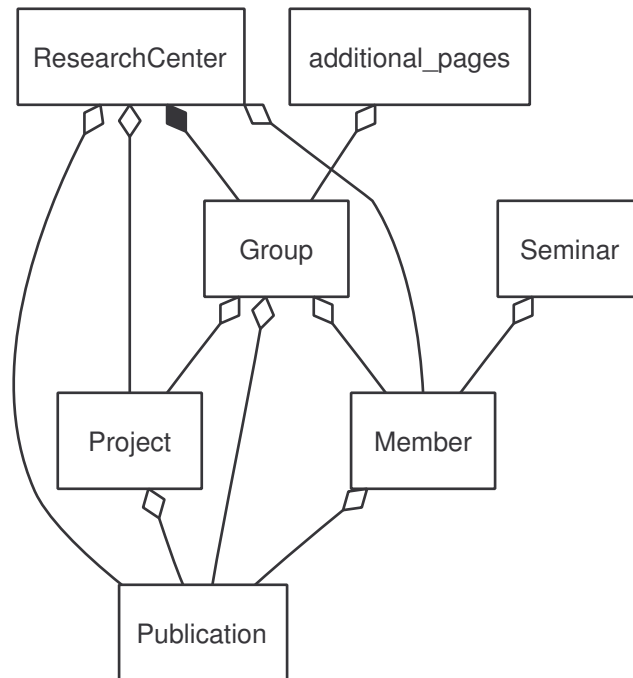 ResearchCenter
additional_pages
Group
Seminar
Project
Member
Publication